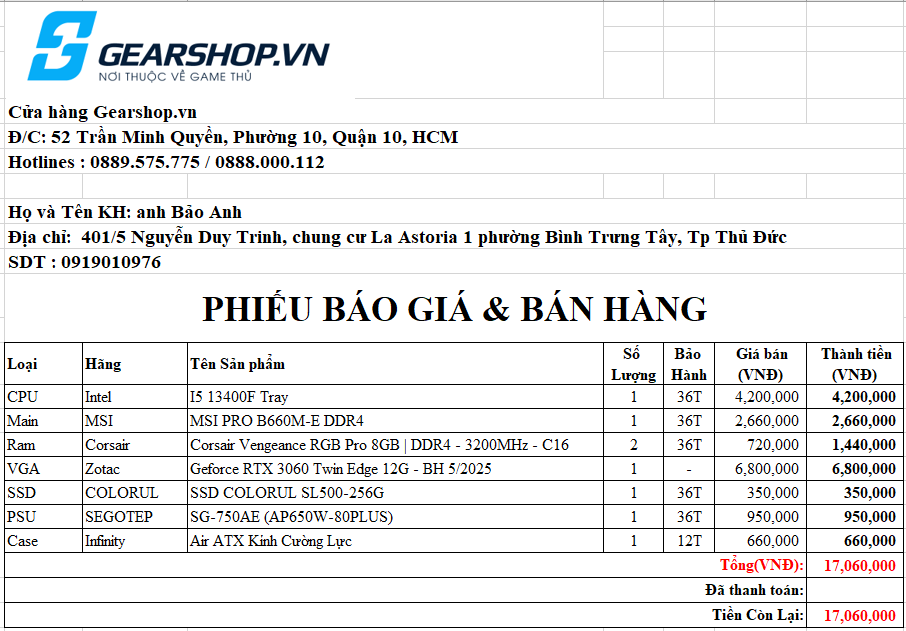 GEARSHOP.VN
NƠI THUỘC VỀ GAME THỦ
Cửa hàng Gearshop.vn
Đ/C: 52 Trần Minh Quyền, Phường 10, Quận 10, HCM
Hotlines : 0889.575.775 / 0888.000.112
Họ và Tên KH: anh Bảo Anh
Địa chỉ: 401/5 Nguyễn Duy Trinh, chung cư La Astoria 1 phường Bình Trưng Tây, Tp Thủ Đức
SDT : 0919010976
PHIẾU BÁO GIÁ & BÁN HÀNG
Loại Hãng Tên Sản phẩm Số Lượng Bảo Hành Giá bán (VNĐ) Thành tiền (VNĐ)
CPU Intel I5 13400F Tray 1 36T 4,200,000 4,200,000
Main MSI MSI PRO B660M-E DDR4 1 36T 2,660,000 2,660,000
Ram Corsair Corsair Vengeance RGB Pro 8GB | DDR4 - 3200MHz - C16 2 36T 720,000 1,440,000
VGA Zotac Geforce RTX 3060 Twin Edge 12G - BH 5/2025 1 - 6,800,000 6,800,000
SSD COLORUL SSD COLORUL SL500-256G 1 36T 350,000 350,000
PSU SEGOTEP SG-750AE (AP650W-80PLUS) 1 36T 950,000 950,000
Case Infinity Air ATX Kính Cường Lực 1 12T 660,000 660,000
Tổng(VNĐ): 17,060,000
Đã thanh toán:
Tiền Còn Lại: 17,060,000